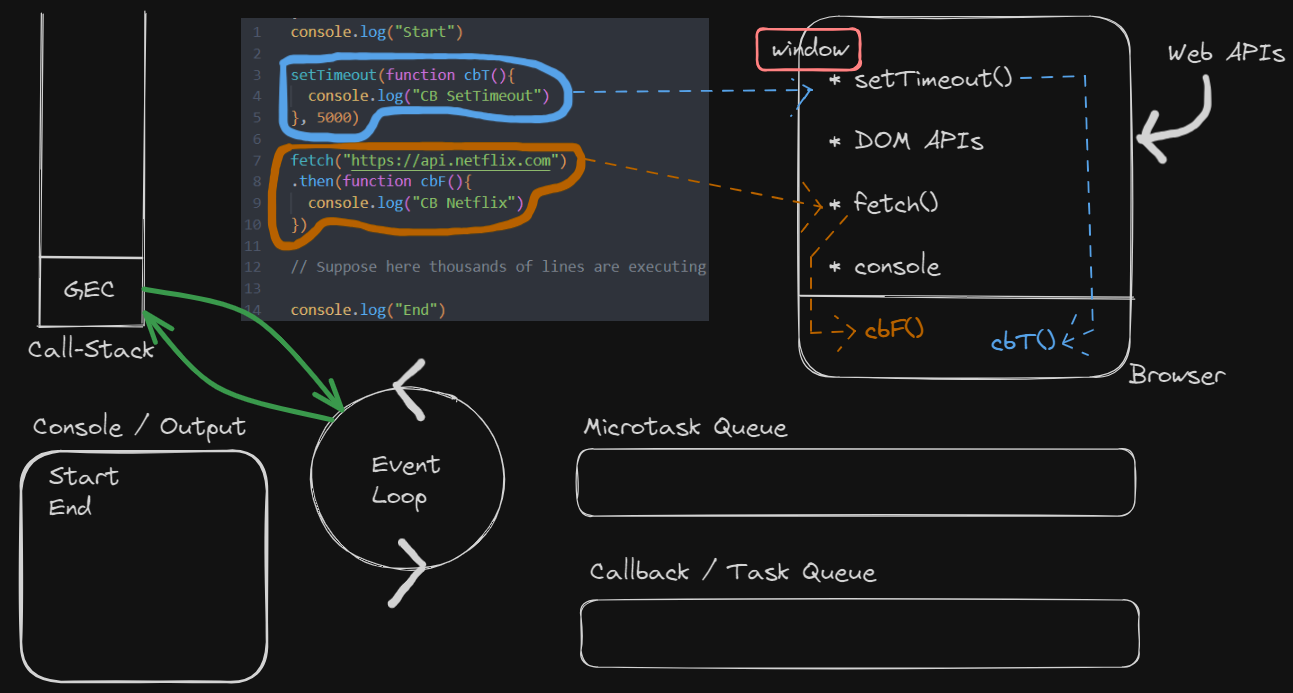 1 console.log("Start")
2
3 setTimeout(function cbT(){
4 console.log("CB SetTimeout")
5 }, 5000)
6
7 fetch("https://api.netflix.com")
8 .then(function cbF(){
9 console.log("CB Netflix")
10 })
11
12 // Suppose here thousands of lines are executing
13
14 console.log("End")
GEC
Call-Stack
window
* setTimeout()
* DOM APIs
* fetch()
* console
cbF()
cbT()
Web APIs
Browser
Console / Output
Start
End
Event
Loop
Microtask Queue
Callback / Task Queue